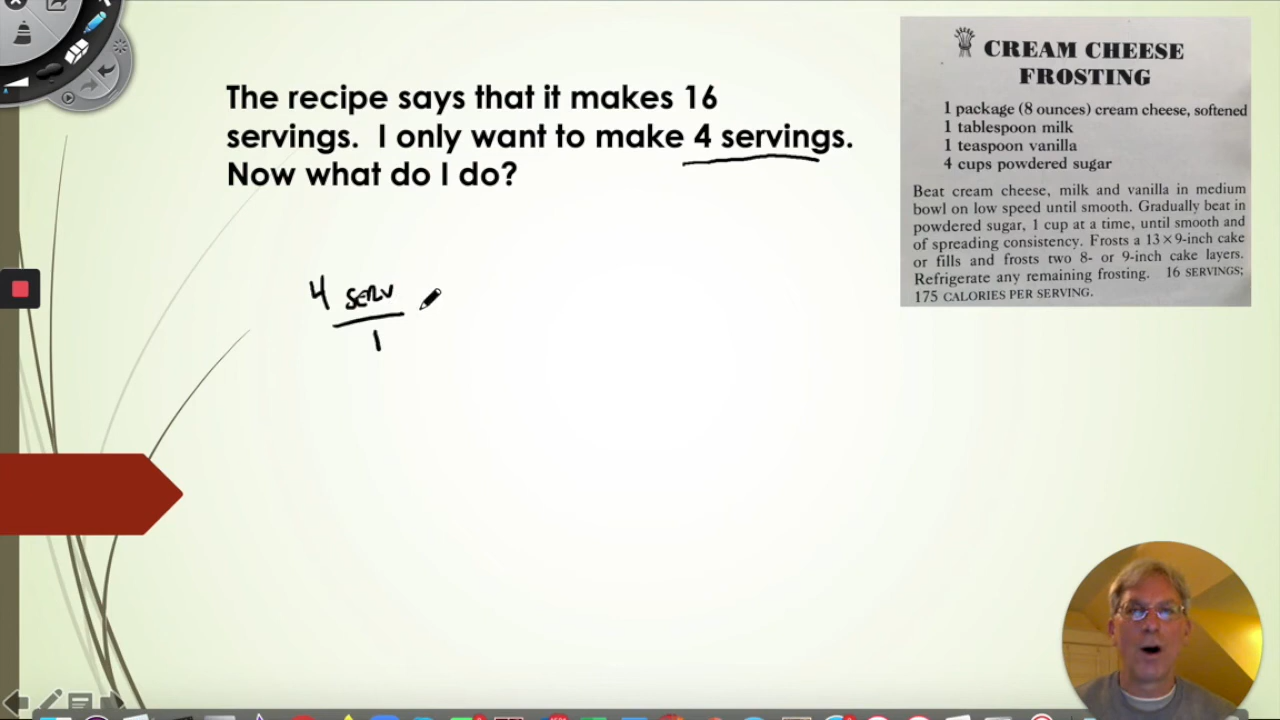 The recipe says that it makes 16
servings. I only want to make 4 servings.
Now what do I do?
4 SERV
1
CREAM CHEESE
FROSTING
1 package (8 ounces) cream cheese, softened
1 tablespoon milk
1 teaspoon vanilla
4 cups powdered sugar
Beat cream cheese, milk and vanilla in medium
bowl on low speed until smooth. Gradually beat in
powdered sugar, 1 cup at a time, until smooth and
of spreading consistency. Frosts a 13×9-inch cake
or fills and frosts two 8- or 9-inch cake layers.
Refrigerate any remaining frosting. 16 SERVINGS;
175 CALORIES PER SERVING.